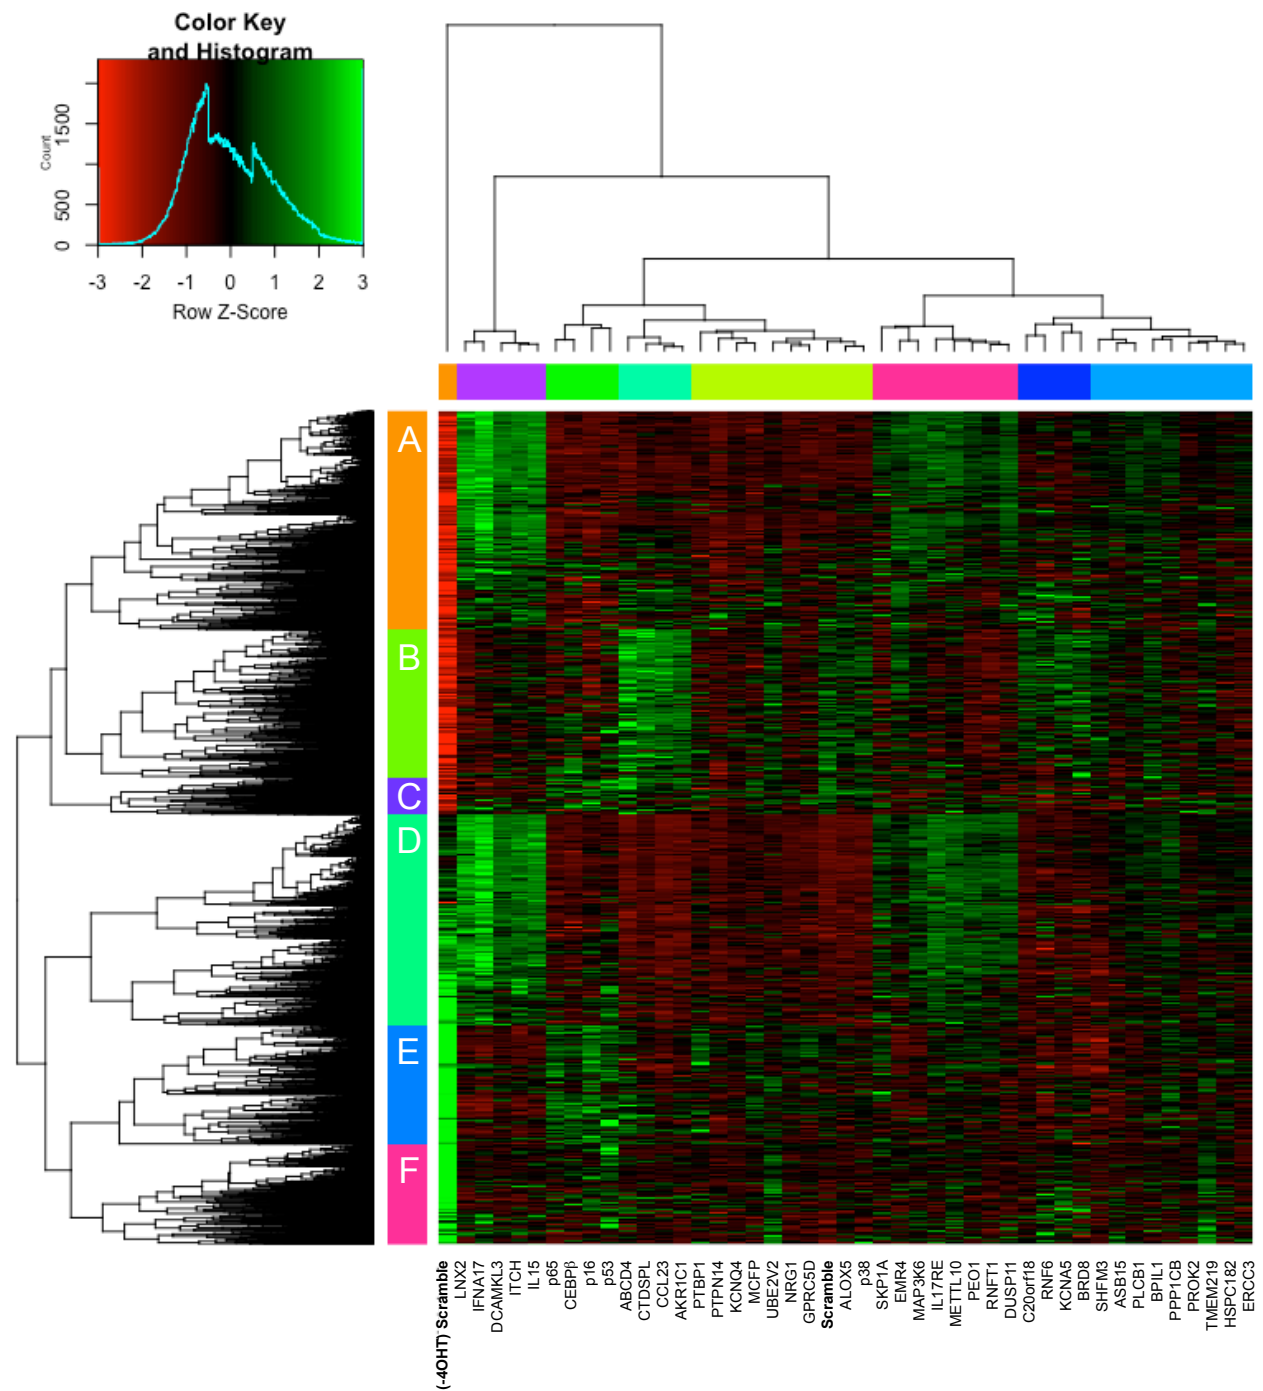 Color Key
and Histogram
Count
0
500
1500
-3
-2
-1
0
1
2
3
Row Z-Score
A
B
C
D
E
F
(-4OHT) Scramble
LNX2
IFNA17
DCAMKL3
ITCH
IL15
p65
CEBPβ
p16
p53
ABCD4
CTDSPL
CCL23
AKR1C1
PTBP1
PTPN14
KCNQ4
MCFP
UBE2V2
NRG1
GPRC5D
Scramble
ALOX5
p38
SKP1A
EMR4
MAP3K6
IL17RE
METTL10
PEO1
RNFT1
DUSP11
C20orf18
RNF6
KCNA5
BRD8
SHFM3
ASB15
PLCB1
BPIL1
PPP1CB
PROK2
TMEM219
HSPC182
ERCC3